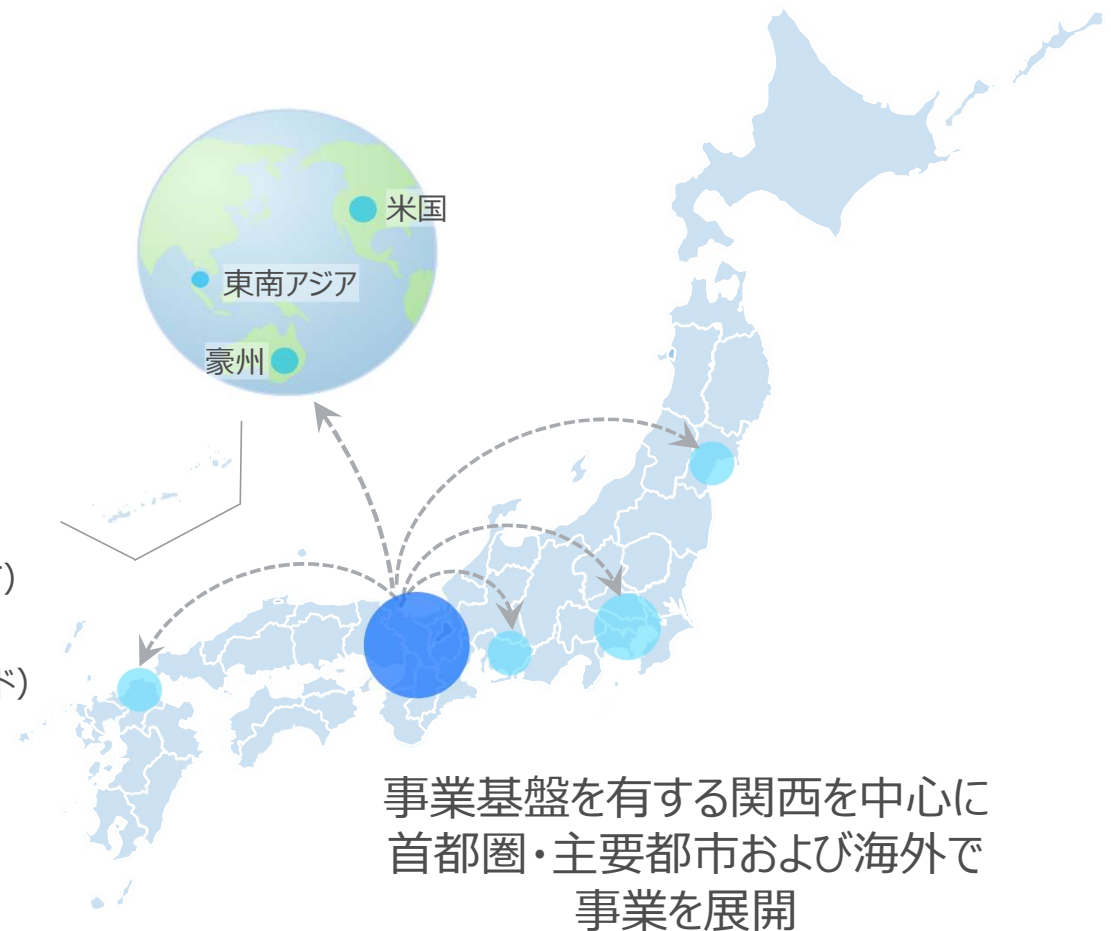 米国
東南アジア
豪州
)
ド)
事業基盤を有する関西を中心に
首都圏・主要都市および海外で
事業を展開